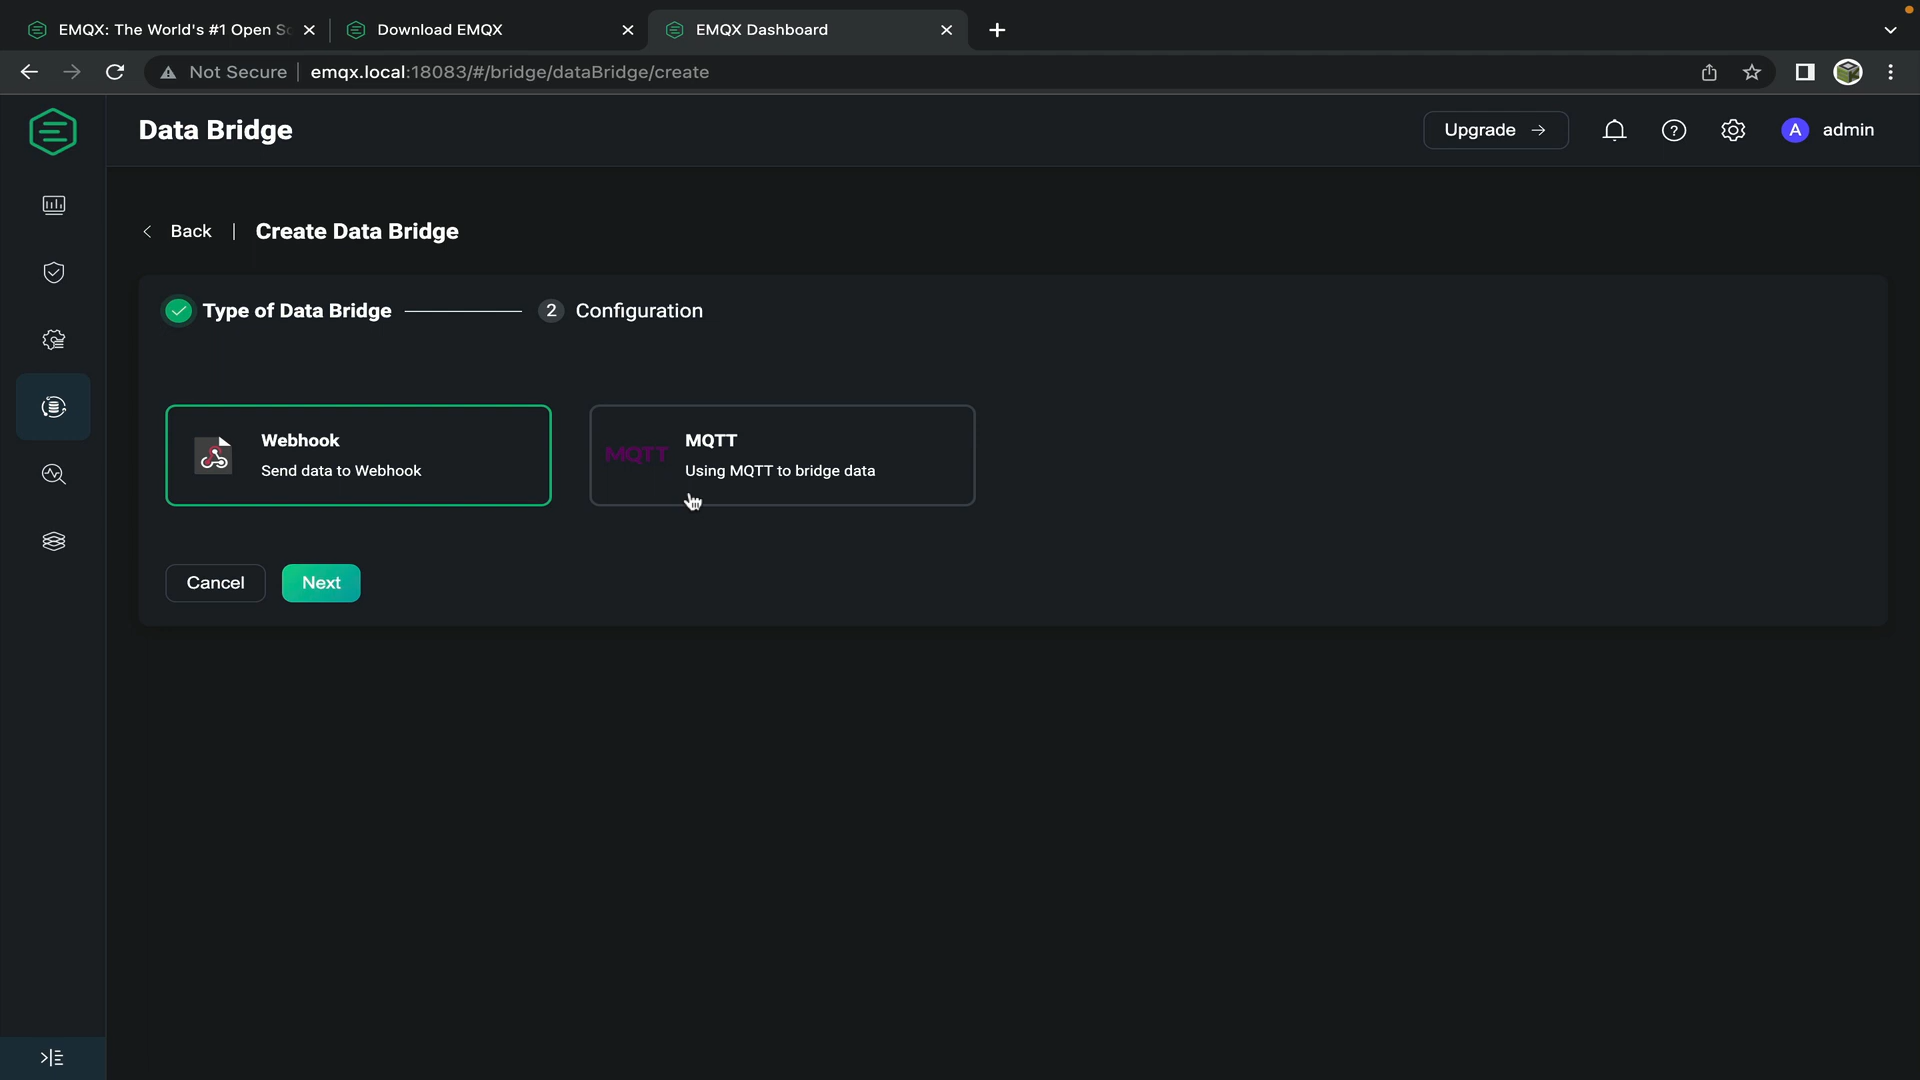 EMQX: The World's #1 Open So
Download EMQX
EMQX Dashboard
Not Secure
emqx.local:18083/#/bridge/dataBridge/create
Data Bridge
Upgrade
A
admin
Back
Create Data Bridge
Type of Data Bridge
2
Configuration
Webhook
Send data to Webhook
MQTT
MQTT
Using MQTT to bridge data
Cancel
Next